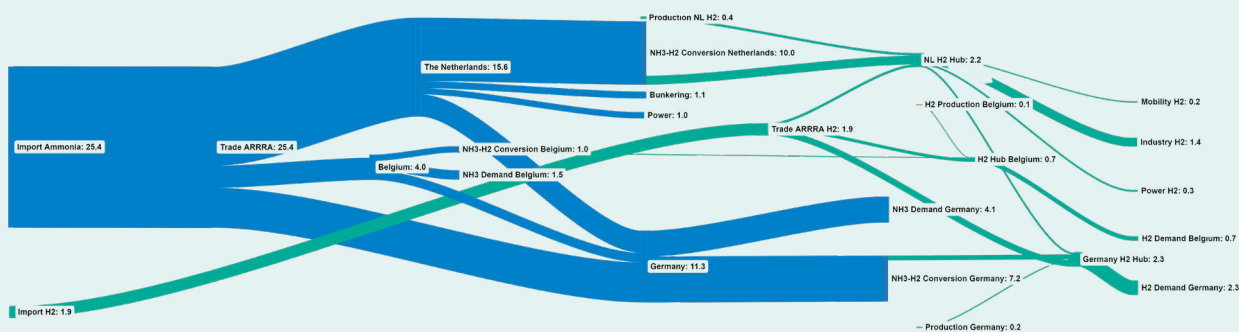 Production NL H2: 0.4
NH3-H2 Conversion Netherlands: 10.0
NL H2 Hub: 2.2
The Netherlands: 15.6
Bunkering: 1.1
H2 Production Belgium: 0.1
Mobility H2: 0.2
Power: 1.0
Trade ARRRA H2: 1.9
Industry H2: 1.4
Import Ammonia: 25.4
Trade ARRRA: 25.4
NH3-H2 Conversion Belgium: 1.0
H2 Hub Belgium: 0.7
Belgium: 4.0
NH3 Demand Belgium: 1.5
Power H2: 0.3
NH3 Demand Germany: 4.1
H2 Demand Belgium: 0.7
Germany H2 Hub: 2.3
Germany: 11.3
NH3-H2 Conversion Germany: 7.2
H2 Demand Germany: 2.3
Import H2: 1.9
Production Germany: 0.2